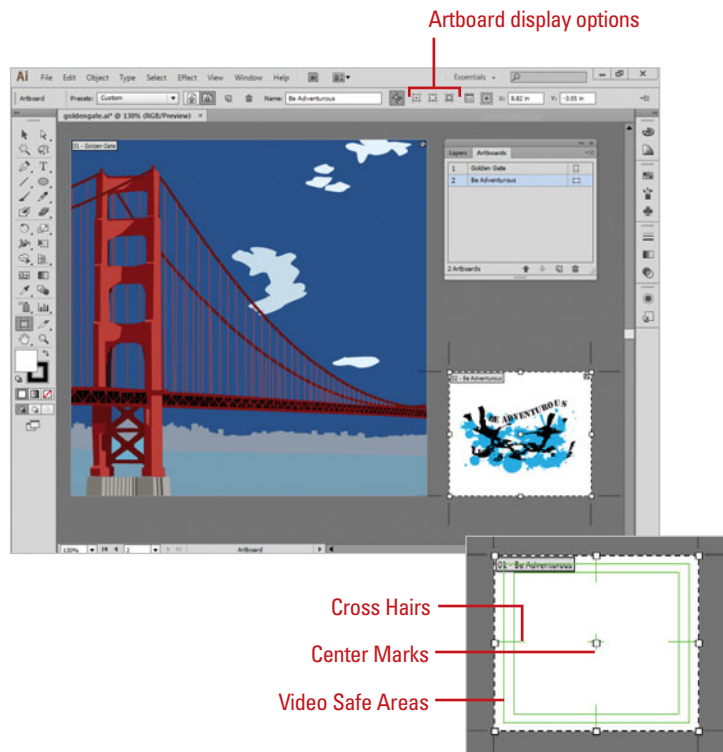 Artboard display options
Ai File Edit Object Type Select Effect View Window Help Br Essentials
Artboard Presets: Custom Name: Be Adventurous X: 8.82 in Y: -3.55 in
goldengate.ai* @ 130% (RGB/Preview) ×
01 - Golden Gate
Layers Artboards
1 Golden Gate
2 Be Adventurous
2 Artboards
02 - Be Adventurous
BE ADVENTUROUS
130% 2 Artboard
01 - Be Adventurous
Cross Hairs
Center Marks
Video Safe Areas